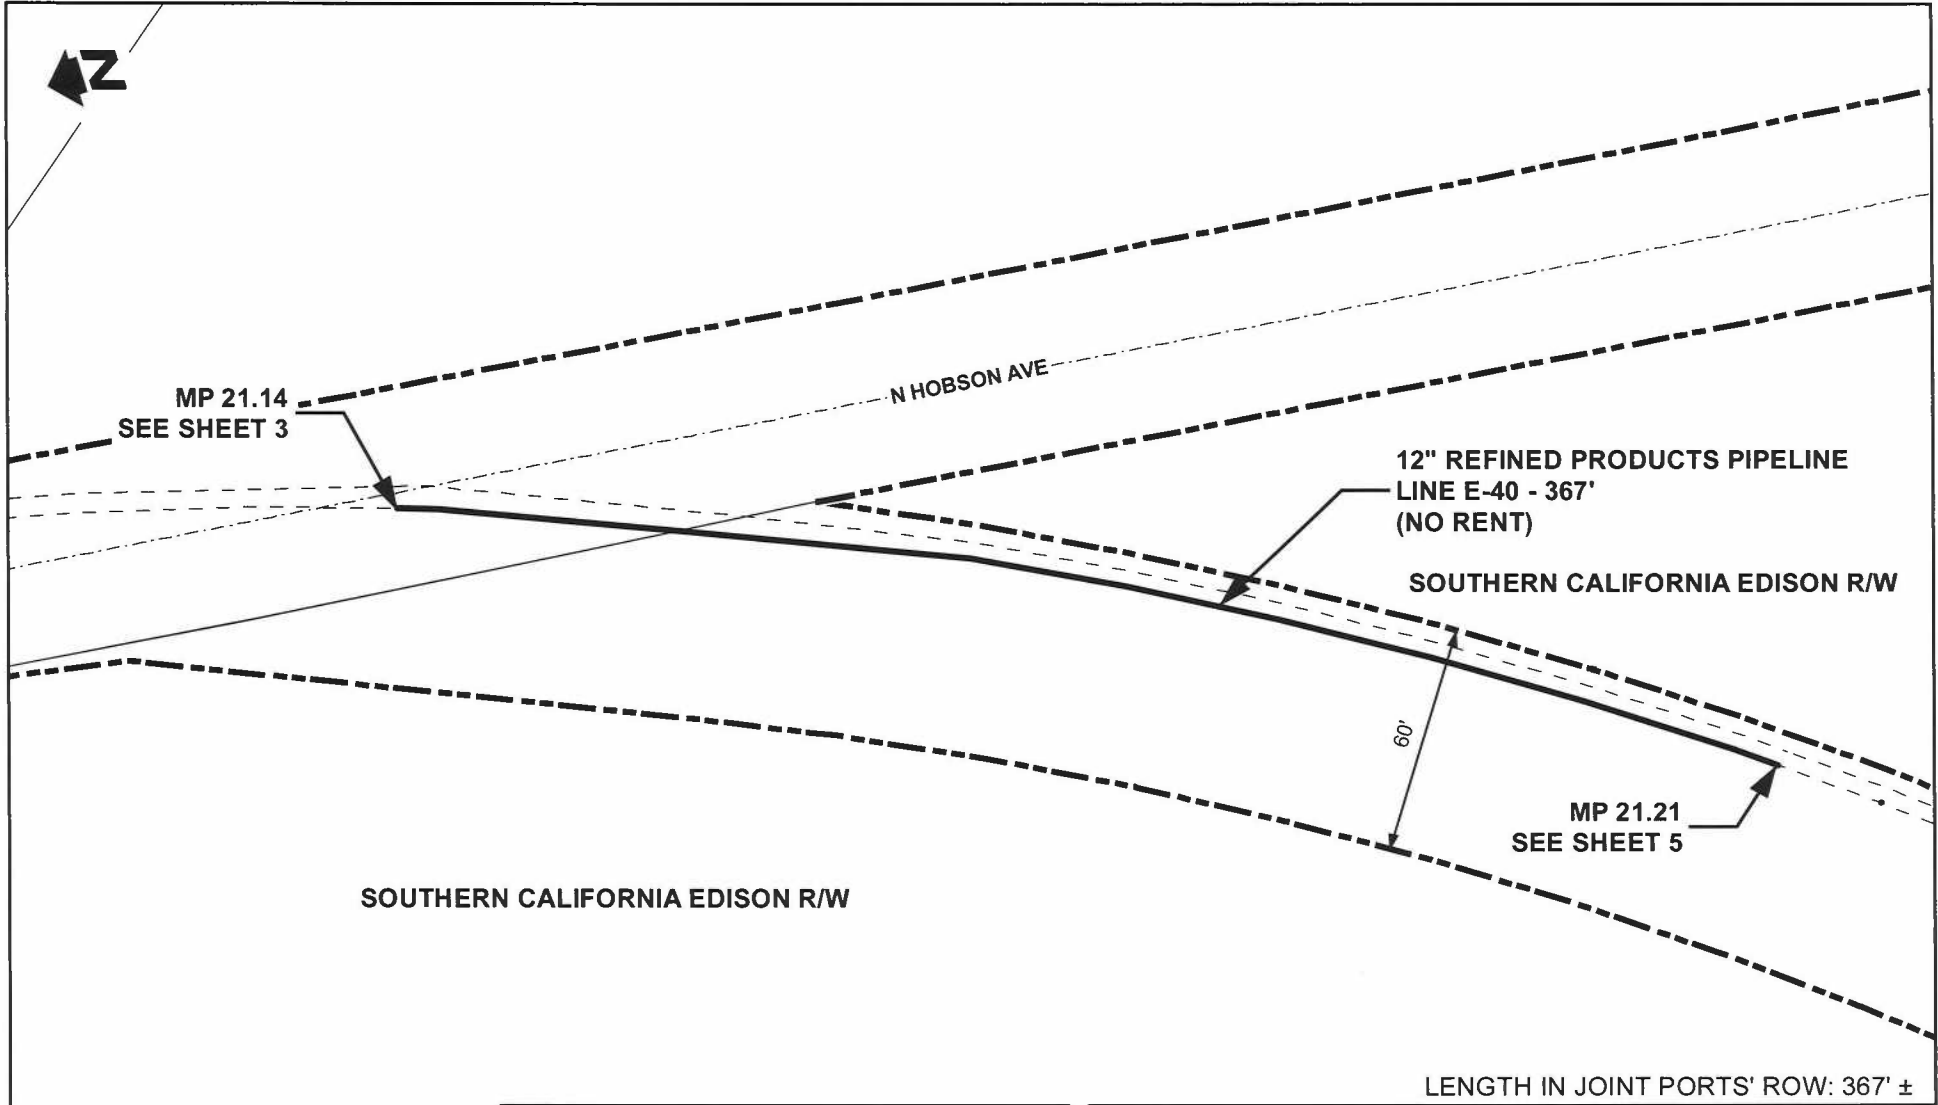 N
MP 21.14
SEE SHEET 3
N HOBSON AVE
12" REFINED PRODUCTS PIPELINE
LINE E-40 - 367'
(NO RENT)
SOUTHERN CALIFORNIA EDISON R/W
60'
MP 21.21
SEE SHEET 5
SOUTHERN CALIFORNIA EDISON R/W
LENGTH IN JOINT PORTS' ROW: 367' ±